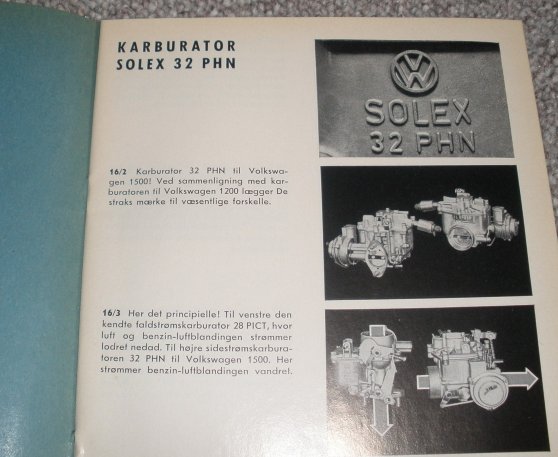 KARBURATOR
SOLEX 32 PHN
SOLEX
32 PHN
16/2 Karburator 32 PHN til Volkswa-
gen 1500! Ved sammenligning med kar-
buratoren til Volkswagen 1200 lægger De
straks mærke til væsentlige forskelle.
16/3 Her det principielle! Til venstre den
kendte faldstrømskarburator 28 PICT, hvor
luft og benzin-luftblandingen strømmer
lodret nedad. Til højre sidestrømskarbura-
toren 32 PHN til Volkswagen 1500. Her
strømmer benzin-luftblandingen vandret.